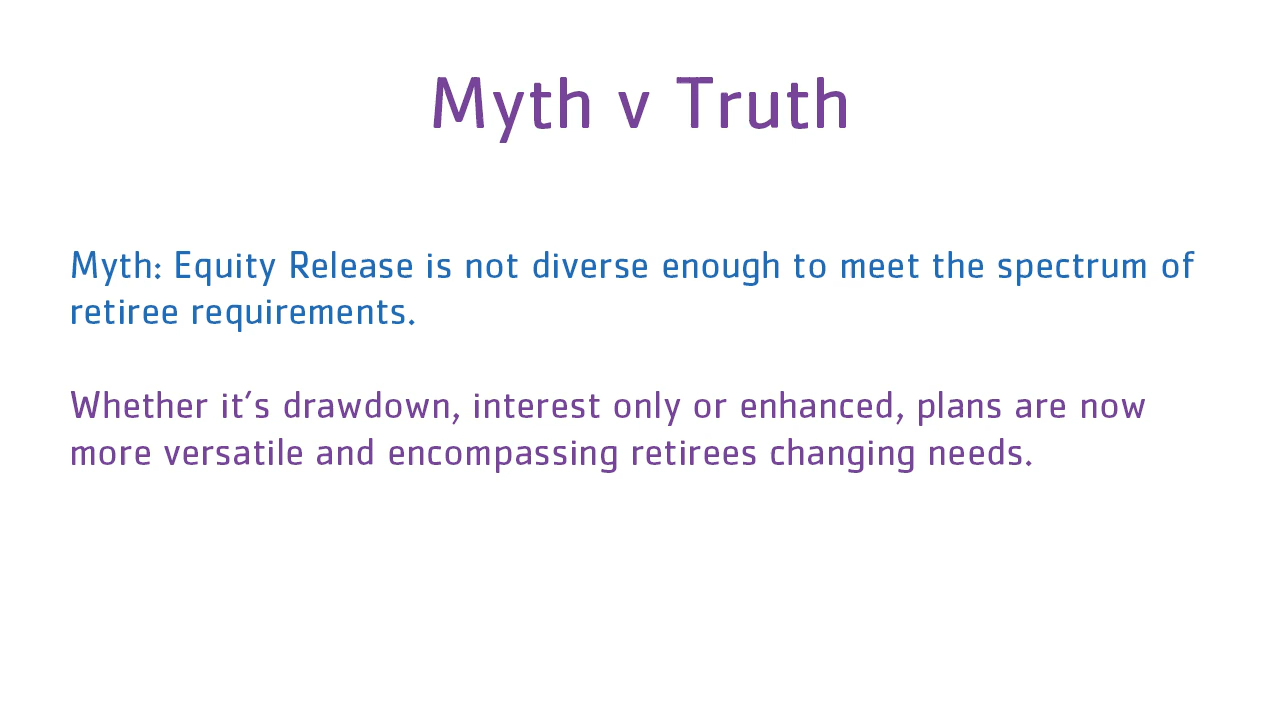 Myth v Truth
Myth: Equity Release is not diverse enough to meet the spectrum of
retiree requirements.
Whether it's drawdown, interest only or enhanced, plans are now
more versatile and encompassing retirees changing needs.